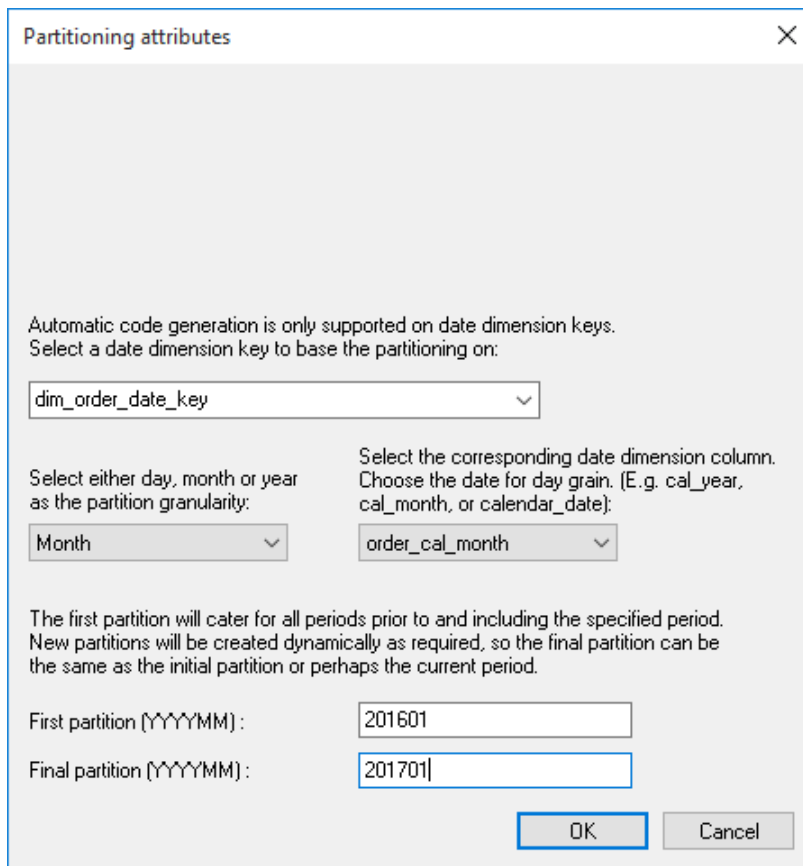 Partitioning attributes
Automatic code generation is only supported on date dimension keys.
Select a date dimension key to base the partitioning on:
dim_order_date_key
Select either day, month or year
as the partition granularity:
Month
Select the corresponding date dimension column.
Choose the date for day grain. (E.g. cal_year,
cal_month, or calendar_date):
order_cal_month
The first partition will cater for all periods prior to and including the specified period.
New partitions will be created dynamically as required, so the final partition can be
the same as the initial partition or perhaps the current period.
First partition (YYYYMM) :
201601
Final partition (YYYYMM) :
201701
OK
Cancel